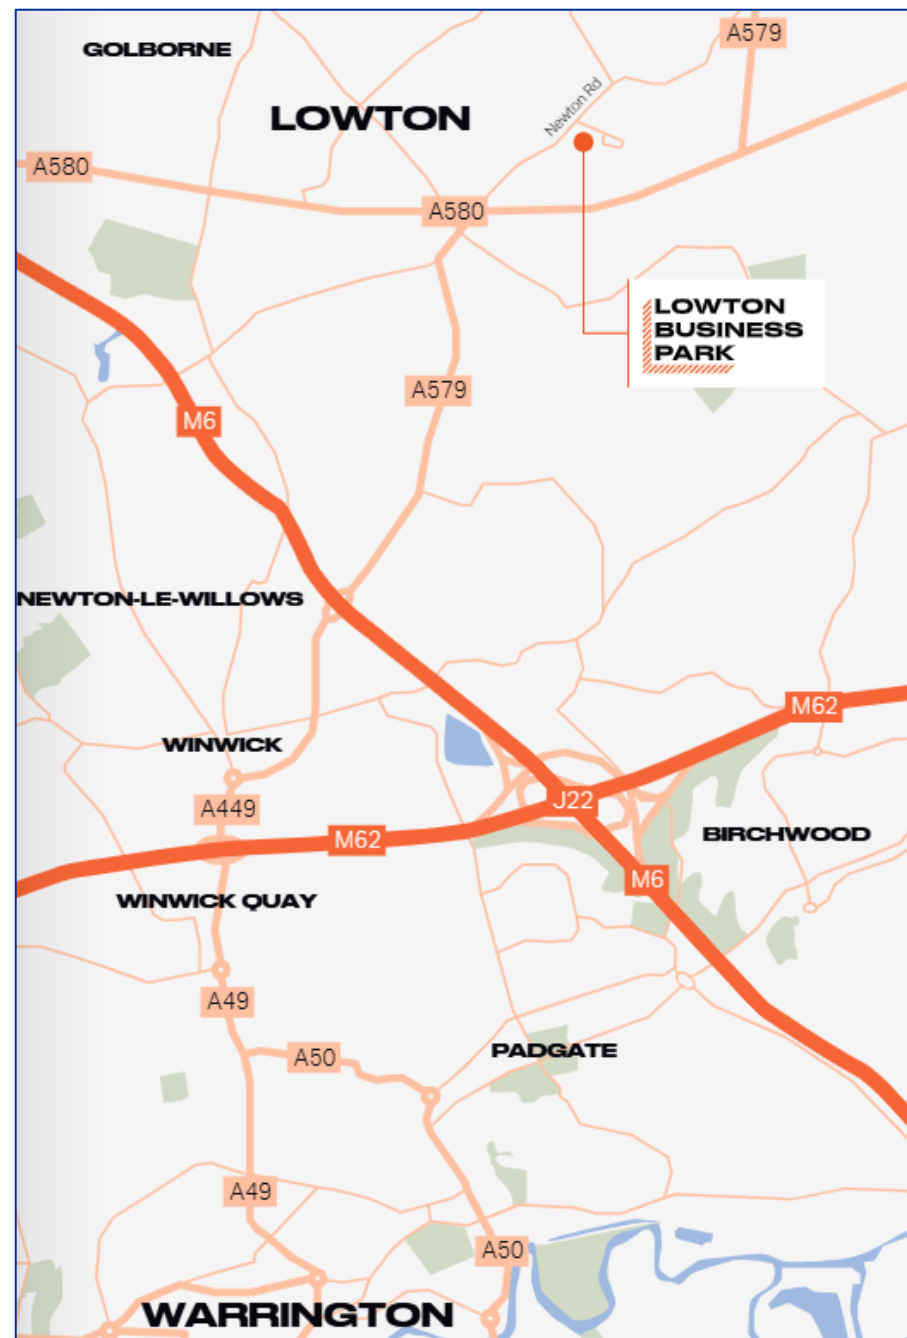 A579
GOLBORNE
LOWTON
Newton Rd
A580
A580
LOWTON
BUSINESS
PARK
A579
M6
NEWTON-LE-WILLOWS
M62
WINWICK
J22
A449
M62
BIRCHWOOD
M6
WINWICK QUAY
A49
PADGATE
A50
A49
A50
WARRINGTON